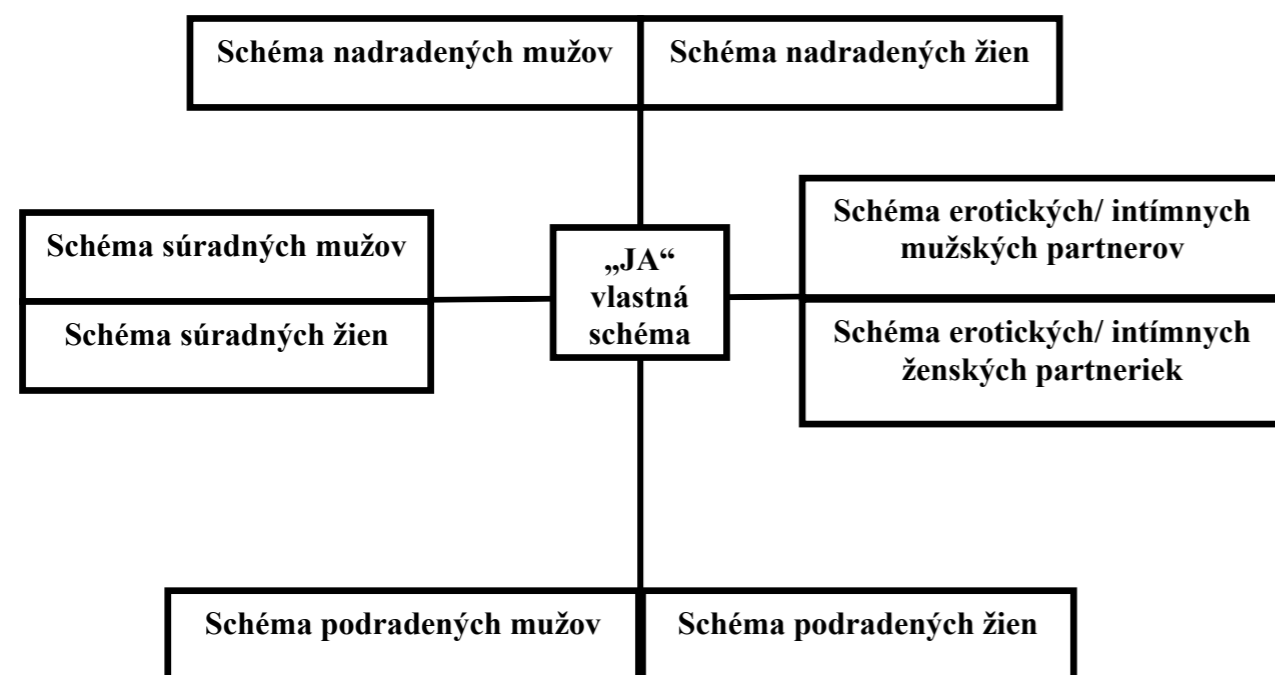 Schéma nadradených mužov
Schéma nadradených žien
Schéma súradných mužov
Schéma súradných žien
„JA“
vlastná
schéma
Schéma erotických/ intímnych
mužských partnerov
Schéma erotických/ intímnych
ženských partneriek
Schéma podradených mužov
Schéma podradených žien